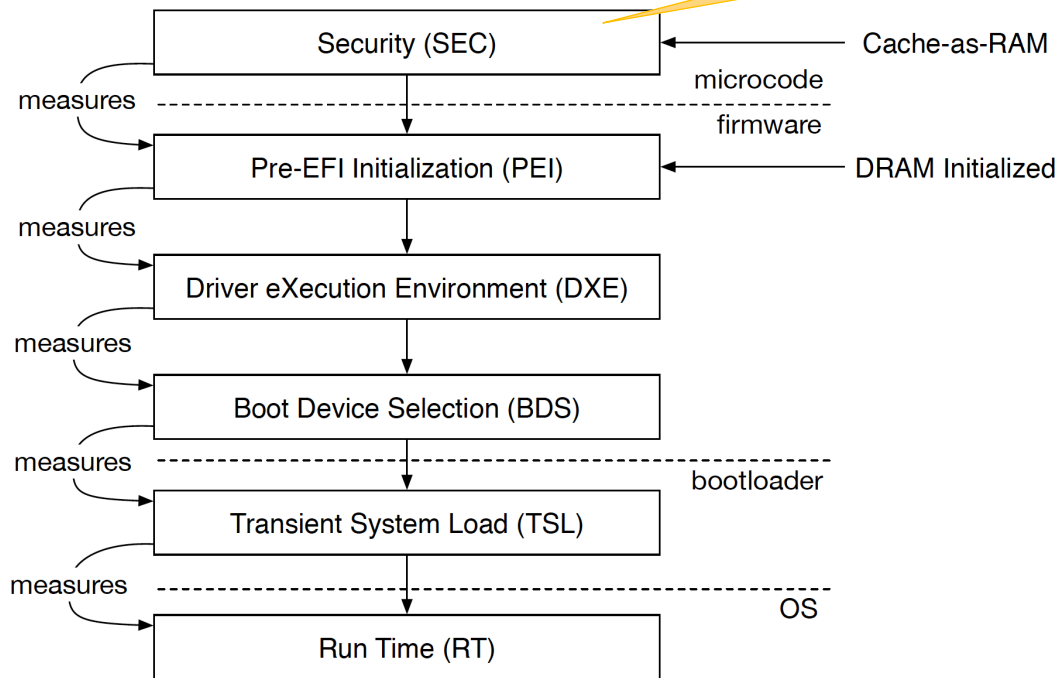 Security (SEC)
Cache-as-RAM
microcode
measures
firmware
Pre-EFI Initialization (PEI)
DRAM Initialized
measures
Driver eXecution Environment (DXE)
measures
Boot Device Selection (BDS)
measures
bootloader
Transient System Load (TSL)
measures
OS
Run Time (RT)